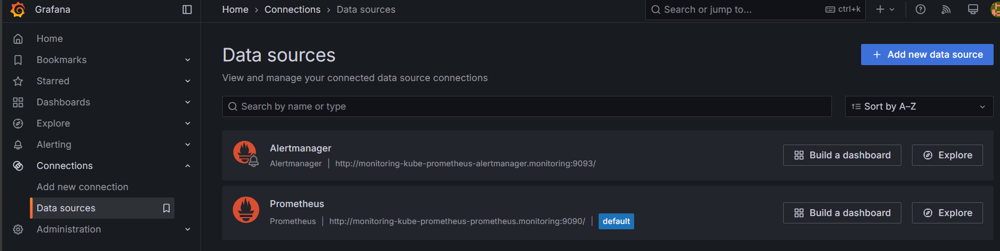 Grafana
Home › Connections › Data sources
Search or jump to...
ctrl+k
Home
Bookmarks
Starred
Dashboards
Explore
Alerting
Connections
Add new connection
Data sources
Administration
Data sources
Add new data source
View and manage your connected data source connections
Search by name or type
Sort by A–Z
Alertmanager
Alertmanager | http://monitoring-kube-prometheus-alertmanager.monitoring:9093/
Build a dashboard
Explore
Prometheus
Prometheus | http://monitoring-kube-prometheus-prometheus.monitoring:9090/ | default
Build a dashboard
Explore